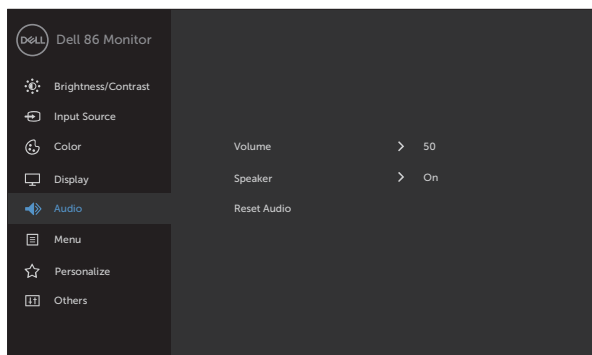 DELL Dell 86 Monitor
Brightness/Contrast
Input Source
Color
Volume 50
Display
Speaker On
Audio
Reset Audio
Menu
Personalize
Others